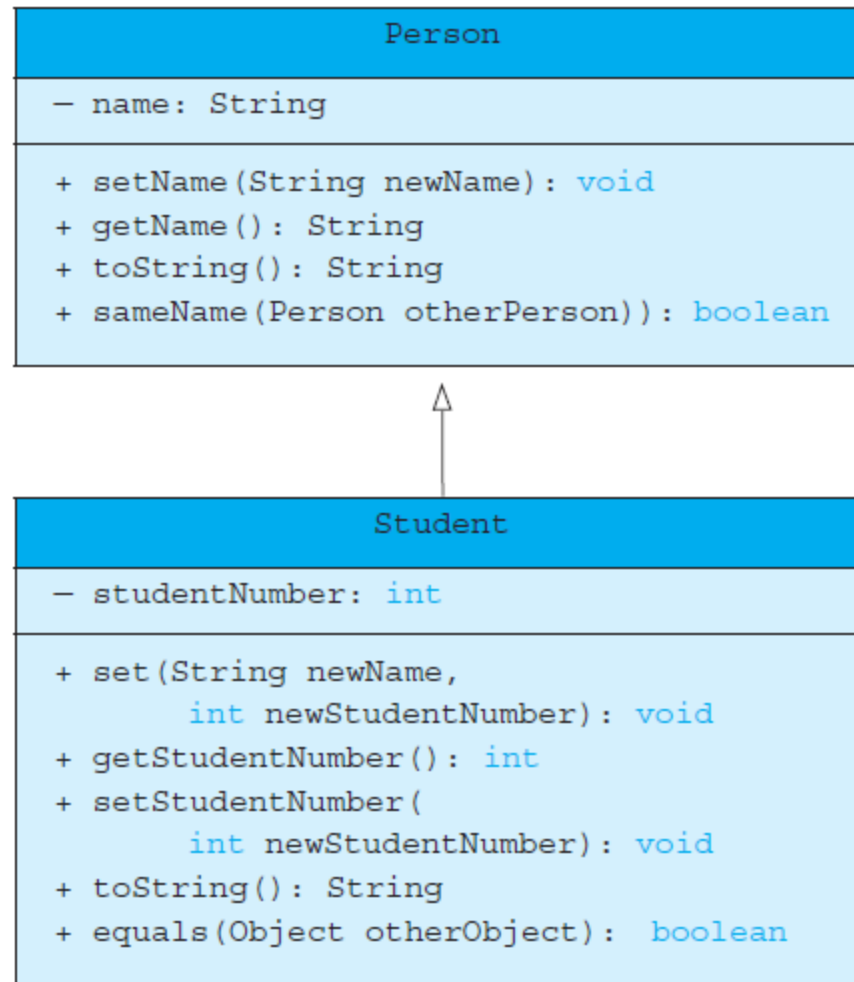 Person
— name: String
+ setName(String newName): void
+ getName(): String
+ toString(): String
+ sameName(Person otherPerson)): boolean
Student
— studentNumber: int
+ set(String newName,
int newStudentNumber): void
+ getStudentNumber(): int
+ setStudentNumber(
int newStudentNumber): void
+ toString(): String
+ equals(Object otherObject): boolean